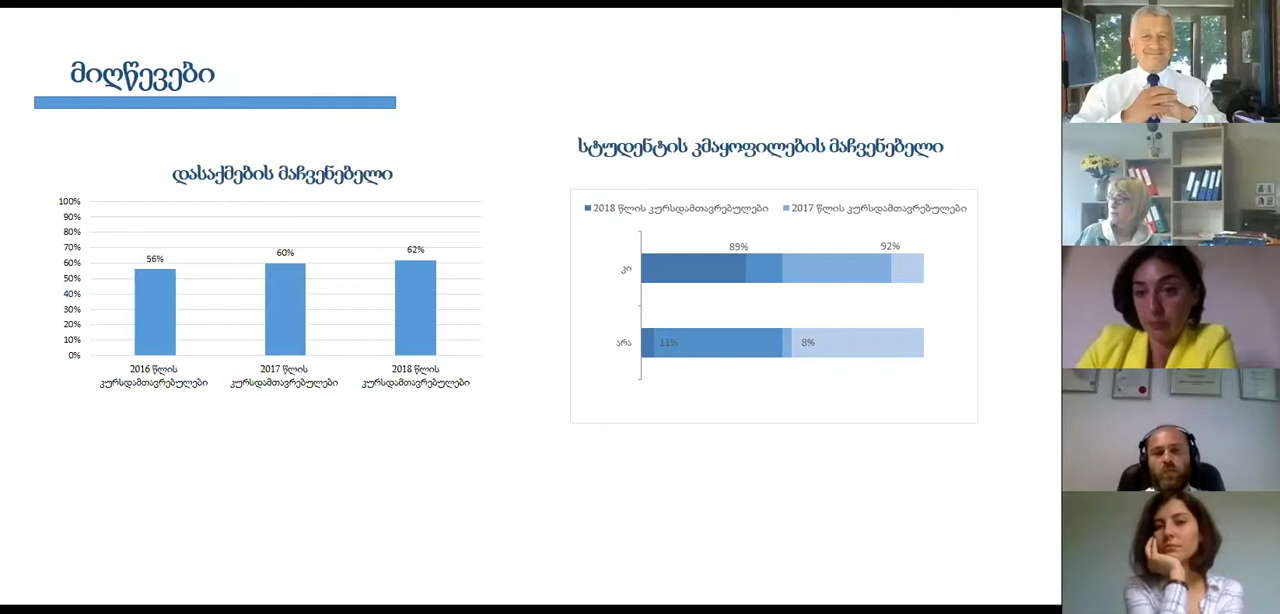 მიღწევები
დასაქმების მაჩვენებელი
100%
90%
80%
70%
60%
50%
40%
30%
20%
10%
0%
56%
60%
62%
2016 წლის
კურსდამთავრებულები
2017 წლის
კურსდამთავრებულები
2018 წლის
კურსდამთავრებულები
სტუდენტის კმაყოფილების მაჩვენებელი
2018 წლის კურსდამთავრებულები
2017 წლის კურსდამთავრებულები
89%
92%
კი
არა
11%
8%